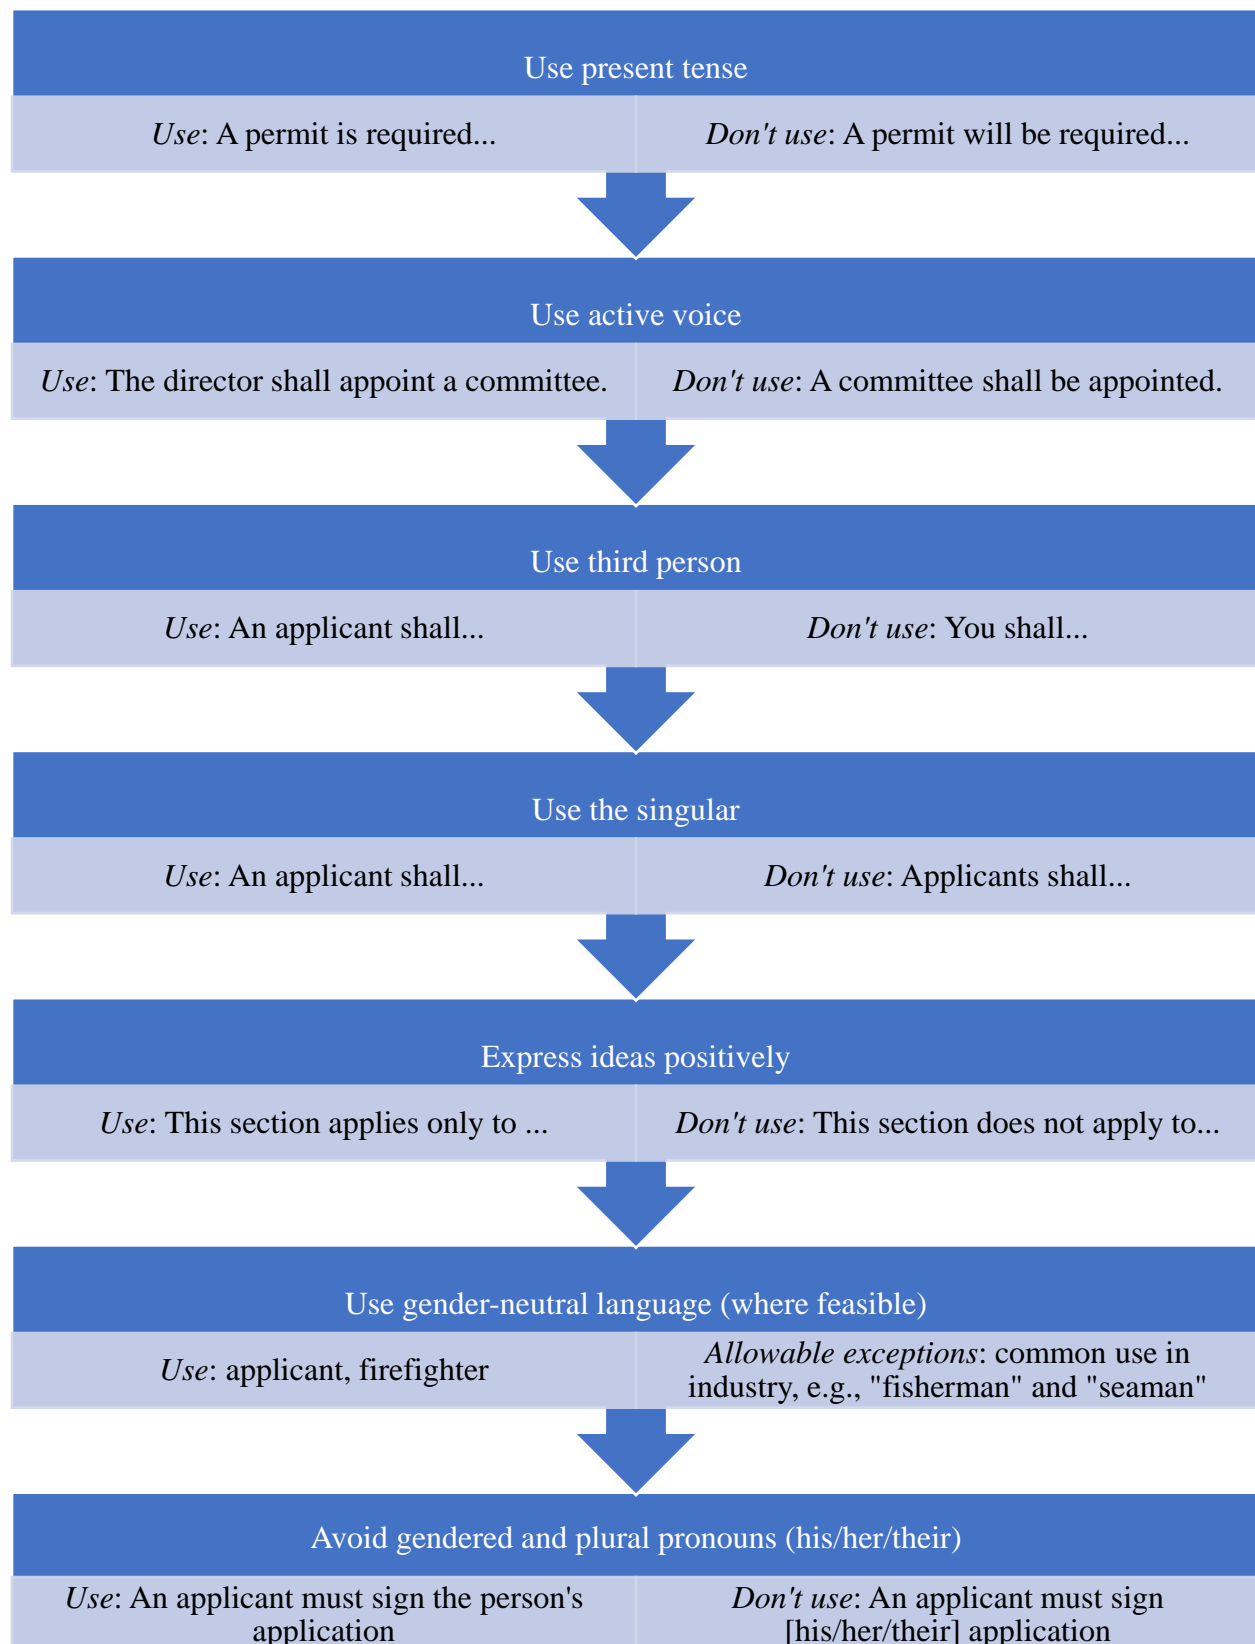 Use present tense
Use: A permit is required...
Don't use: A permit will be required...
Use active voice
Use: The director shall appoint a committee.
Don't use: A committee shall be appointed.
Use third person
Use: An applicant shall...
Don't use: You shall...
Use the singular
Use: An applicant shall...
Don't use: Applicants shall...
Express ideas positively
Use: This section applies only to ...
Don't use: This section does not apply to...
Use gender-neutral language (where feasible)
Use: applicant, firefighter
Allowable exceptions: common use in
industry, e.g., "fisherman" and "seaman"
Avoid gendered and plural pronouns (his/her/their)
Use: An applicant must sign the person's
application
Don't use: An applicant must sign
[his/her/their] application